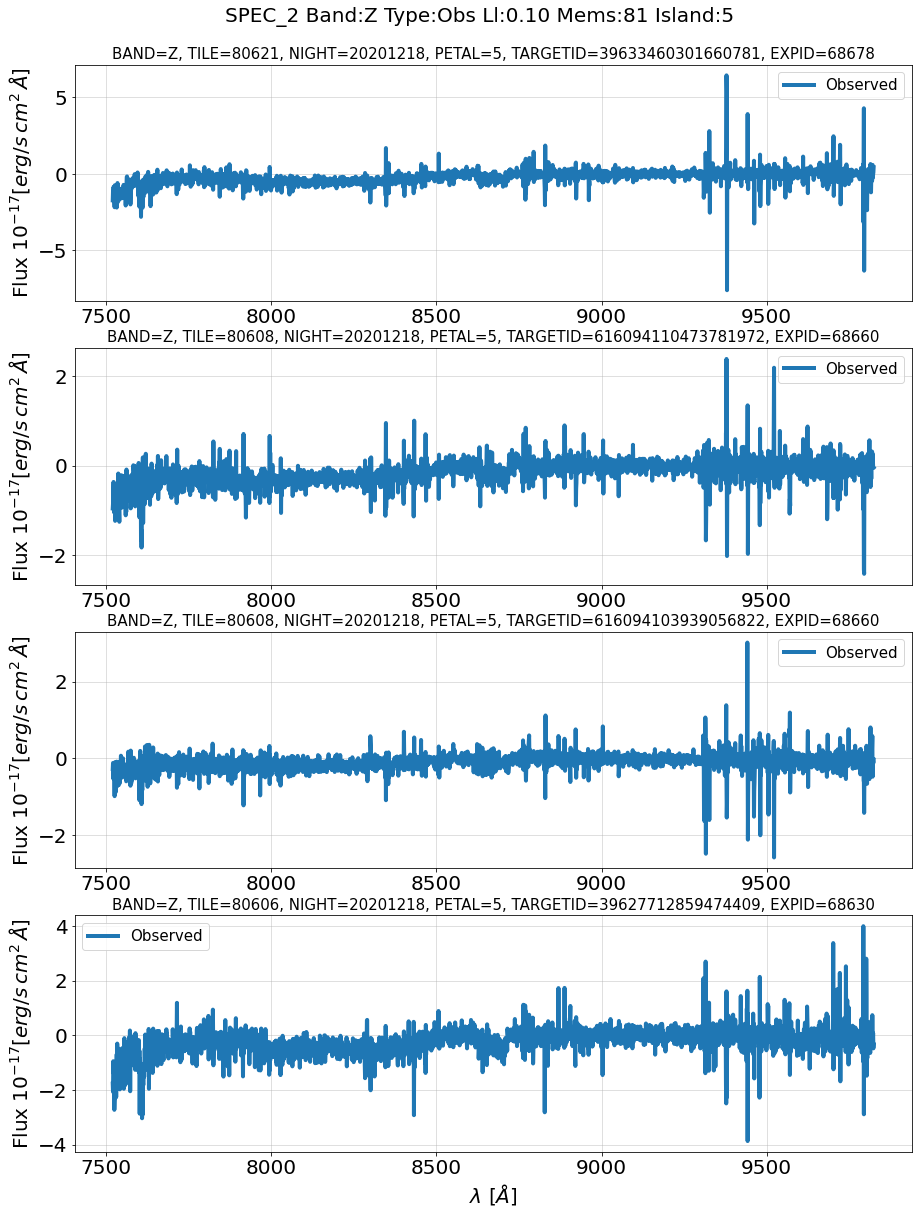 SPEC_2 Band:Z Type:Obs Ll:0.10 Mems:81 Island:5
BAND=Z, TILE=80621, NIGHT=20201218, PETAL=5, TARGETID=39633460301660781, EXPID=68678
Observed
Flux 10⁻¹⁷[erg/s cm² Å]
5
0
−5
7500 8000 8500 9000 9500
BAND=Z, TILE=80608, NIGHT=20201218, PETAL=5, TARGETID=616094110473781972, EXPID=68660
Observed
Flux 10⁻¹⁷[erg/s cm² Å]
2
0
−2
7500 8000 8500 9000 9500
BAND=Z, TILE=80608, NIGHT=20201218, PETAL=5, TARGETID=616094103939056822, EXPID=68660
Observed
Flux 10⁻¹⁷[erg/s cm² Å]
2
0
−2
7500 8000 8500 9000 9500
BAND=Z, TILE=80606, NIGHT=20201218, PETAL=5, TARGETID=39627712859474409, EXPID=68630
Observed
Flux 10⁻¹⁷[erg/s cm² Å]
4
2
0
−2
−4
7500 8000 8500 9000 9500
λ [Å]